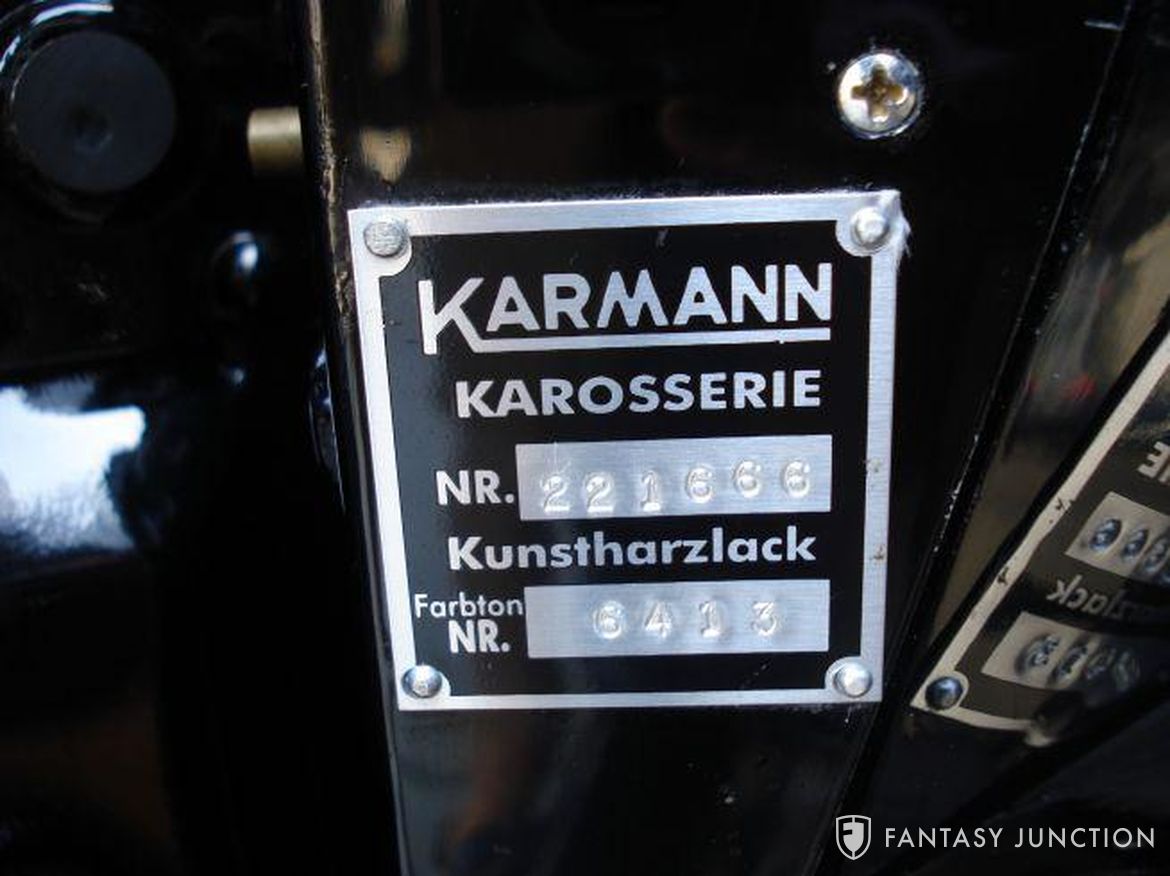 KARMANN
KAROSSERIE
NR. 221666
Kunstharzlack
Farbton
NR. 6413
FANTASY JUNCTION